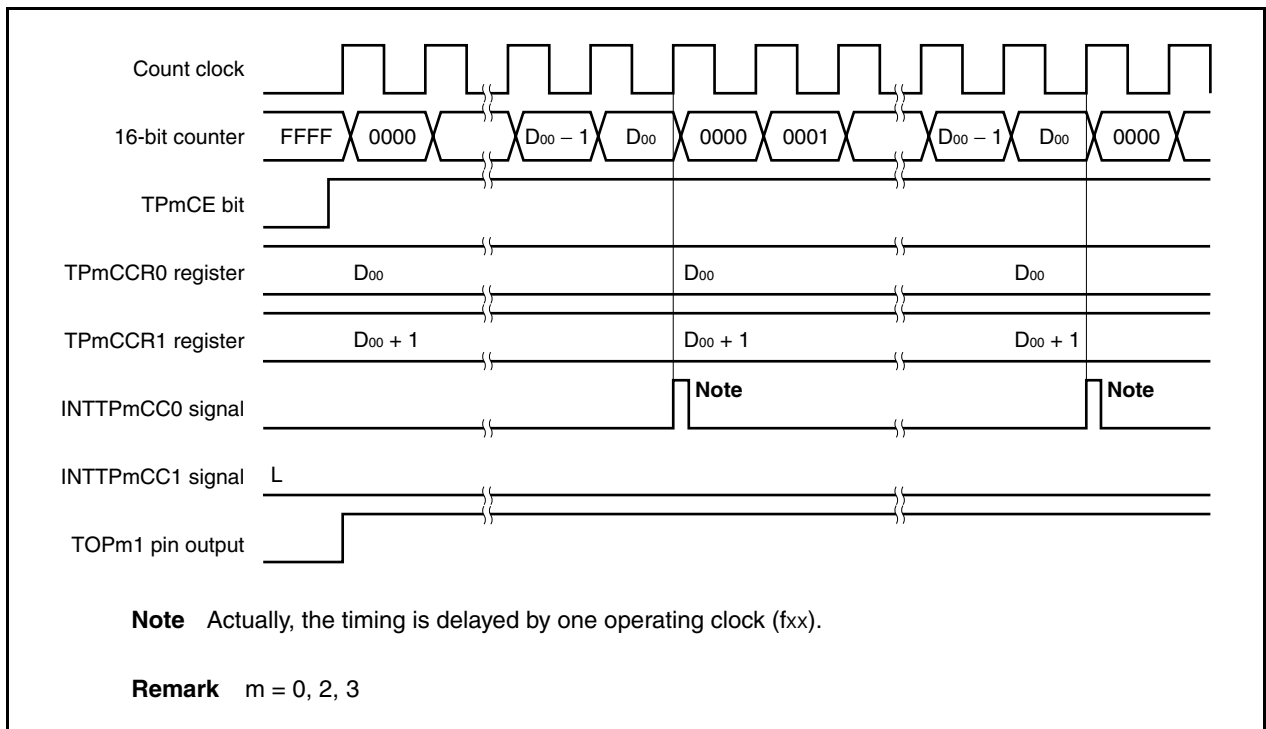 Count clock
16-bit counter FFFF 0000 D00 − 1 D00 0000 0001 D00 − 1 D00 0000
TPmCE bit
TPmCCR0 register D00 D00 D00
TPmCCR1 register D00 + 1 D00 + 1 D00 + 1
INTTPmCC0 signal Note Note
INTTPmCC1 signal L
TOPm1 pin output
Note Actually, the timing is delayed by one operating clock (fxx).
Remark m = 0, 2, 3